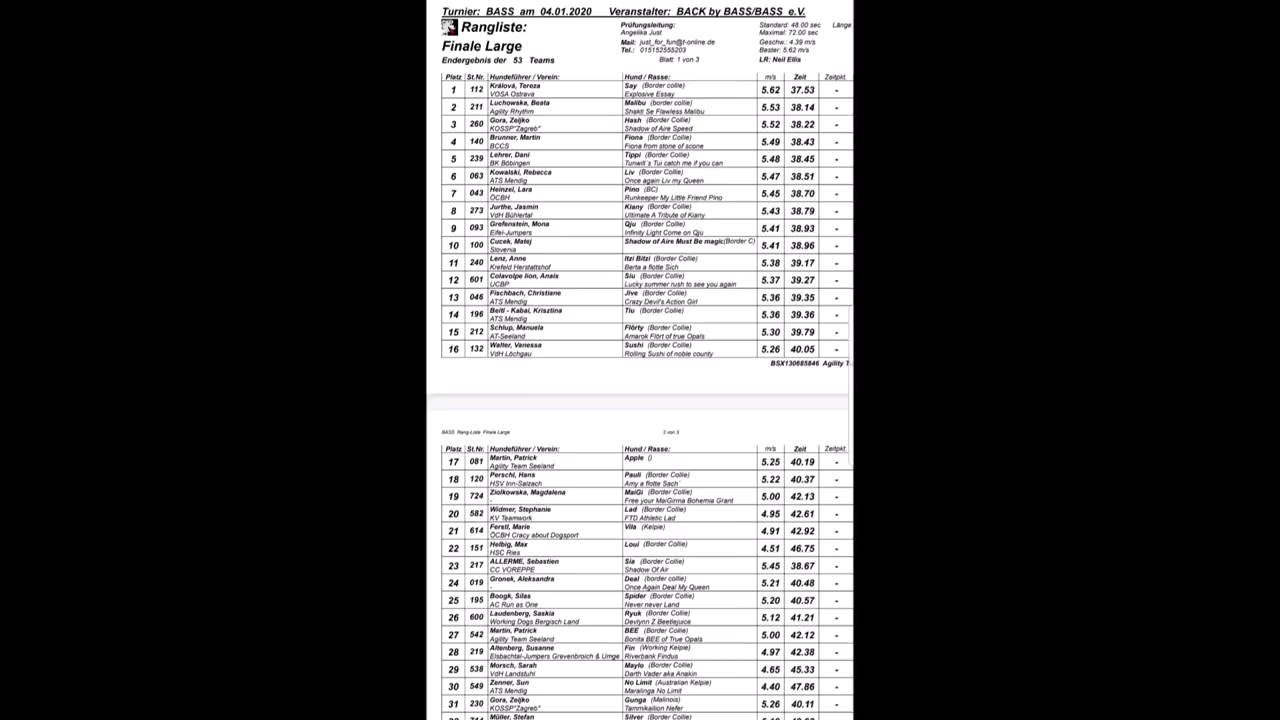 Turnier: BASS am 04.01.2020 Veranstalter: BACK by BASS/BASS e.V.
Rangliste:
Finale Large
Endergebnis der 53 Teams
Prüfungsleitung:
Angelika Just
Mail: just_for_fun@t-online.de
Tel.: 015152555203
Blatt: 1 von 3
Standard: 48.00 sec Länge
Maximal: 72.00 sec
Geschw.: 4.39 m/s
Bester: 5.62 m/s
LR: Neil Ellis
Platz St.Nr. Hundeführer / Verein: Hund / Rasse: m/s Zeit Zeitpkt.
1 112 Králová, Tereza Say (Border collie) 5.62 37.53 -
VOSA Ostrava Explosive Essay
2 211 Luchowska, Beata Malibu (border collie) 5.53 38.14 -
Agility Rhythm Shakti Se Flawless Malibu
3 260 Gora, Zeljko Hash (Border Collie) 5.52 38.22 -
KOSSP"Zagreb" Shadow of Aire Speed
4 140 Brunner, Martin Fiona (Border Collie) 5.49 38.43 -
BCCS Fiona from stone of scone
5 239 Lehrer, Dani Tippi (Border Collie) 5.48 38.45 -
BK Böbingen Tunwill´s Tui catch me if you can
6 063 Kowalski, Rebecca Liv (Border Collie) 5.47 38.51 -
ATS Mendig Once again Liv my Queen
7 043 Heinzel, Lara Pino (BC) 5.45 38.70 -
ÖCBH Runkeeper My Little Friend Pino
8 273 Jurthe, Jasmin Kiany (Border Collie) 5.43 38.79 -
VdH Bühlertal Ultimate A Tribute of Kiany
9 093 Grefenstein, Mona Qju (Border Collie) 5.41 38.93 -
Eifel-Jumpers Infinity Light Come on Qju
10 100 Cucek, Matej Shadow of Aire Must Be magic(Border C) 5.41 38.96 -
Slovenia
11 240 Lenz, Anne Itzi Bitzi (Border Collie) 5.38 39.17 -
Krefeld Herstattshof Berta a flotte Sich
12 601 Colavolpe lion, Anais Siu (Border Collie) 5.37 39.27 -
UCBP Lucky summer rush to see you again
13 046 Fischbach, Christiane Jive (Border Collie) 5.36 39.35 -
ATS Mendig Crazy Devil's Action Girl
14 196 Beitl - Kabai, Krisztina Tiu (Border Collie) 5.36 39.36 -
ATS Mendig
15 212 Schlup, Manuela Flörty (Border Collie) 5.30 39.79 -
AT-Seeland Amarok Flört of true Opals
16 132 Walter, Vanessa Sushi (Border Collie) 5.26 40.05 -
VdH Löchgau Rolling Sushi of noble county
BSX130685846 Agility T
BASS Rang-Liste Finale Large 2 von 3
Platz St.Nr. Hundeführer / Verein: Hund / Rasse: m/s Zeit Zeitpkt.
17 081 Martin, Patrick Apple () 5.25 40.19 -
Agility Team Seeland
18 120 Perschl, Hans Pauli (Border Collie) 5.22 40.37 -
HSV Inn-Salzach Amy a flotte Sach´
19 724 Ziolkowska, Magdalena MaiGi (Border Collie) 5.00 42.13 -
- Free your MaiGirma Bohemia Grant
20 582 Widmer, Stephanie Lad (Border Collie) 4.95 42.61 -
KV Teamwork FTD Athletic Lad
21 614 Ferstl, Marie Vila (Kelpie) 4.91 42.92 -
ÖCBH Cracy about Dogsport
22 151 Helbig, Max Loui (Border Collie) 4.51 46.75 -
HSC Ries
23 217 ALLERME, Sebastien Sia (Border Collie) 5.45 38.67 -
CC VOREPPE Shadow Of Air
24 019 Gronek, Aleksandra Deal (border collie) 5.21 40.48 -
- Once Again Deal My Queen
25 195 Boogk, Silas Spider (Border Collie) 5.20 40.57 -
AC Run as One Never never Land
26 600 Laudenberg, Saskia Ryuk (Border Collie) 5.12 41.21 -
Working Dogs Bergisch Land Devlynn Z Beetlejuice
27 542 Martin, Patrick BEE (Border Collie) 5.00 42.12 -
Agility Team Seeland Bonita BEE of True Opals
28 219 Altenberg, Susanne Fin (Working Kelpie) 4.97 42.38 -
Elsbachtal-Jumpers Grevenbroich & Umge Riverbank Findus
29 538 Morsch, Sarah Maylo (Border Collie) 4.65 45.33 -
VdH Landstuhl Darth Vader aka Anakin
30 549 Zenner, Sun No Limit (Australian Kelpie) 4.40 47.86 -
ATS Mendig Maralinga No Limit
31 230 Gora, Zeljko Gunga (Malinois) 5.26 40.11 -
KOSSP"Zagreb" Tammikallion Nefer
Müller, Stefan Silver (Border Collie)